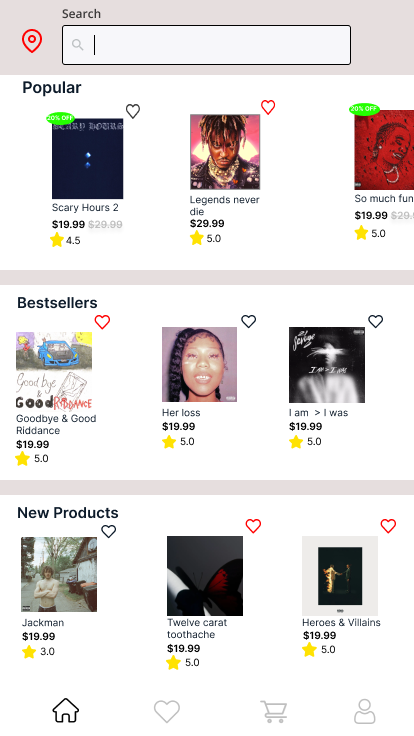 Search
Popular
20% OFF
SCARY HOURS
Scary Hours 2
$19.99 $29.99
4.5
Legends never
die
$29.99
5.0
20% OFF
So much fun
$19.99 $29.
5.0
Bestsellers
Good bye
& Good RIDDANCE
Goodbye & Good
Riddance
$19.99
5.0
Her loss
$19.99
5.0
Savage
I AM > I WAS
I am > I was
$19.99
5.0
New Products
Jackman
$19.99
3.0
Twelve carat
toothache
$19.99
5.0
Heroes & Villains
$19.99
5.0